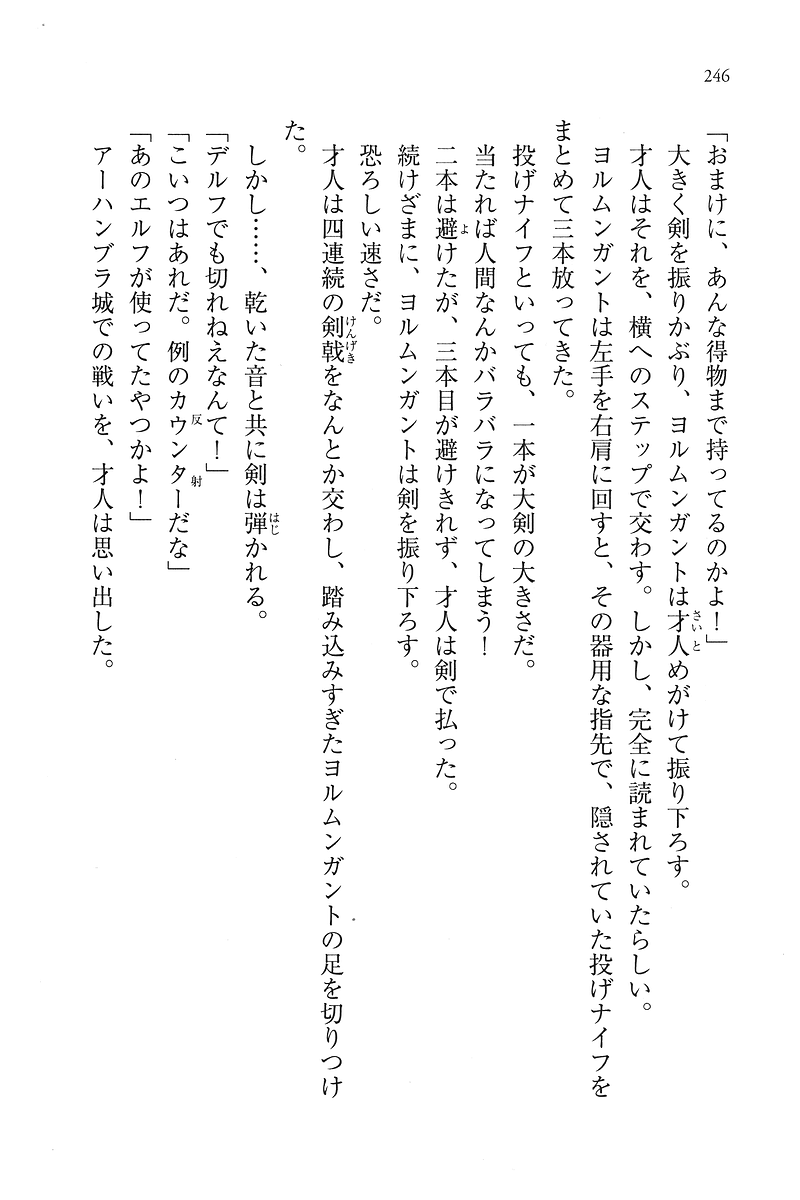 246
「おまけに、あんな得物まで持ってるのかよ！」
大きく剣を振りかぶり、ヨルムンガントは才人めがけて振り下ろす。
才人はそれを、横へのステップで交わす。しかし、完全に読まれていたらしい。
ヨルムンガントは左手を右肩に回すと、その器用な指先で、隠されていた投げナイフを
まとめて三本放ってきた。
投げナイフといっても、一本が大剣の大きさだ。
当たれば人間なんかバラバラになってしまう！
二本は避けたが、三本目が避けきれず、才人は剣で払った。
続けざまに、ヨルムンガントは剣を振り下ろす。
恐ろしい速さだ。
才人は四連続の剣戟をなんとか交わし、踏み込みすぎたヨルムンガントの足を切りつけ
た。
しかし……、乾いた音と共に剣は弾かれる。
「デルフでも切れねえなんて！」
「こいつはあれだ。例のカウンターだな」
「あのエルフが使ってたやつかよ！」
アーハンブラ城での戦いを、才人は思い出した。